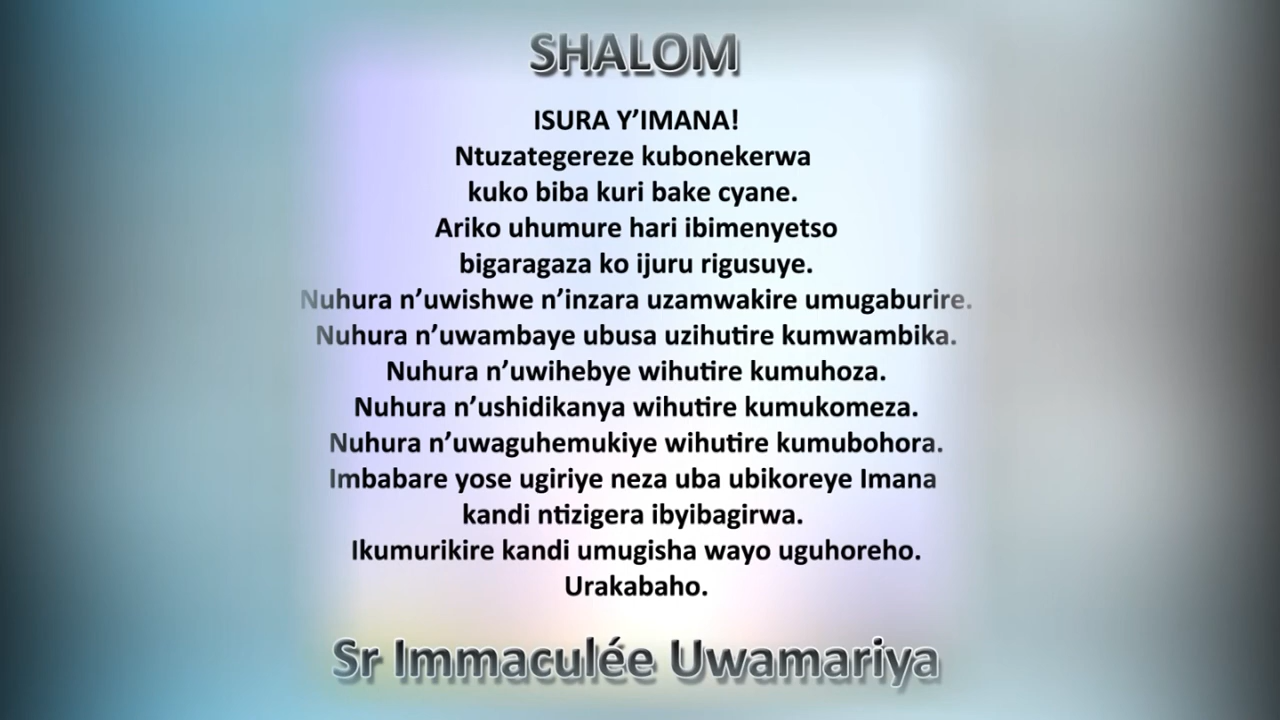 SHALOM
ISURA Y’IMANA!
Ntuzategereze kubonekerwa
kuko biba kuri bake cyane.
Ariko uhumure hari ibimenyetso
bigaragaza ko ijuru rigusuye.
Nuhura n’uwishwe n’inzara uzamwakire umugaburire.
Nuhura n’uwambaye ubusa uzihutire kumwambika.
Nuhura n’uwihebye wihutire kumuhoza.
Nuhura n’ushidikanya wihutire kumukomeza.
Nuhura n’uwaguhemukiye wihutire kumubohora.
Imbabare yose ugiriye neza uba ubikoreye Imana
kandi ntizigera ibyibagirwa.
Ikumurikire kandi umugisha wayo uguhoreho.
Urakabaho.
Sr Immaculée Uwamariya